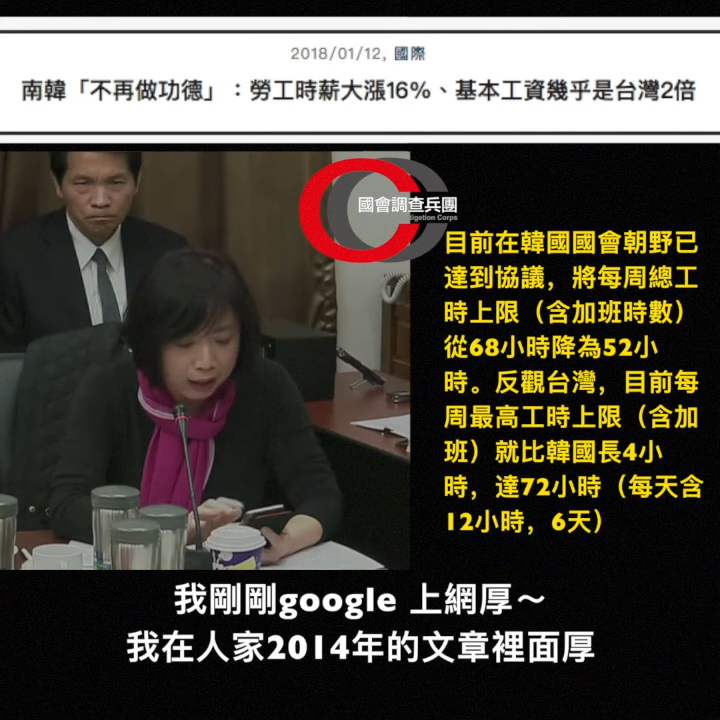 2018/01/12, 國際
南韓「不再做功德」：勞工時薪大漲16%、基本工資幾乎是台灣2倍
國會調查兵團
tigation Corps
目前在韓國國會朝野已
達到協議，將每周總工
時上限（含加班時數）
從68小時降為52小
時。反觀台灣，目前每
周最高工時上限（含加
班）就比韓國長4小
時，達72小時（每天含
12小時，6天）
我剛剛google 上網厚～
我在人家2014年的文章裡面厚